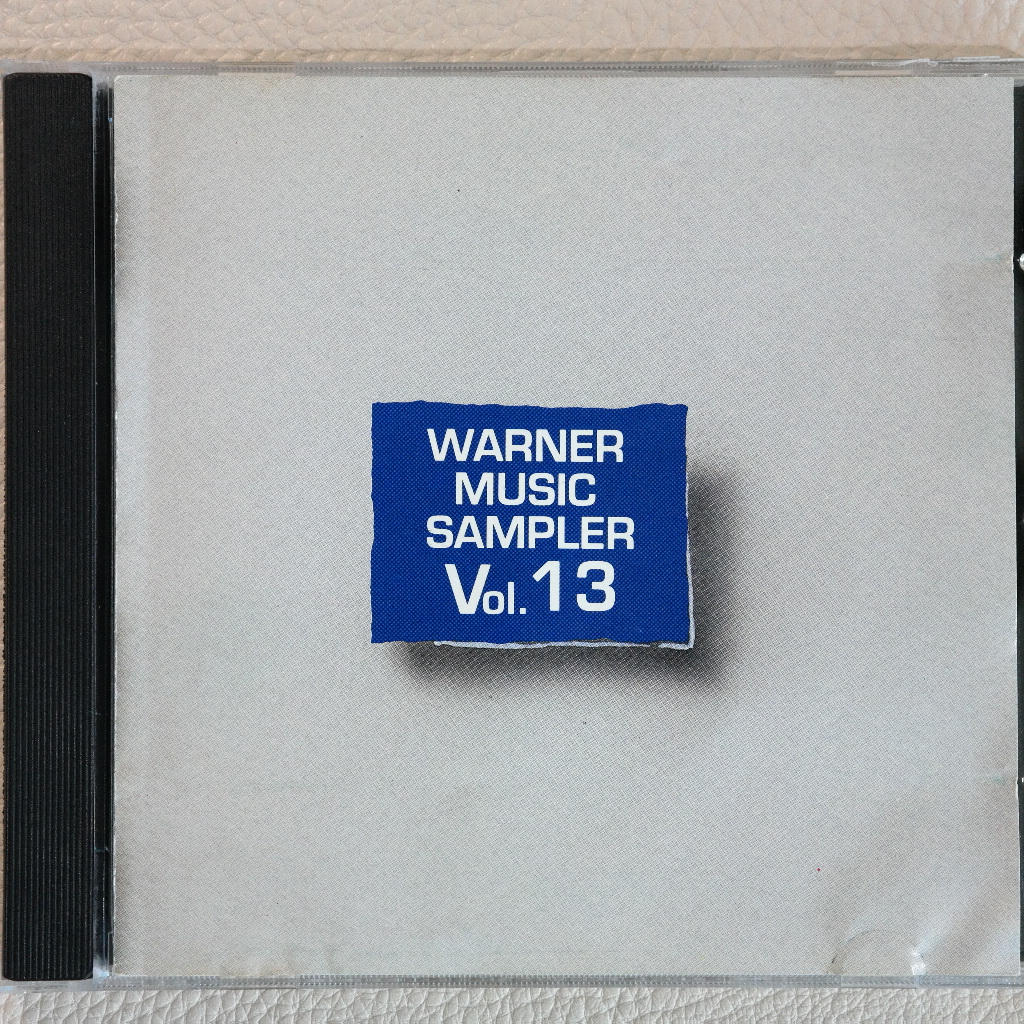 WARNER
MUSIC
SAMPLER
Vol. 13